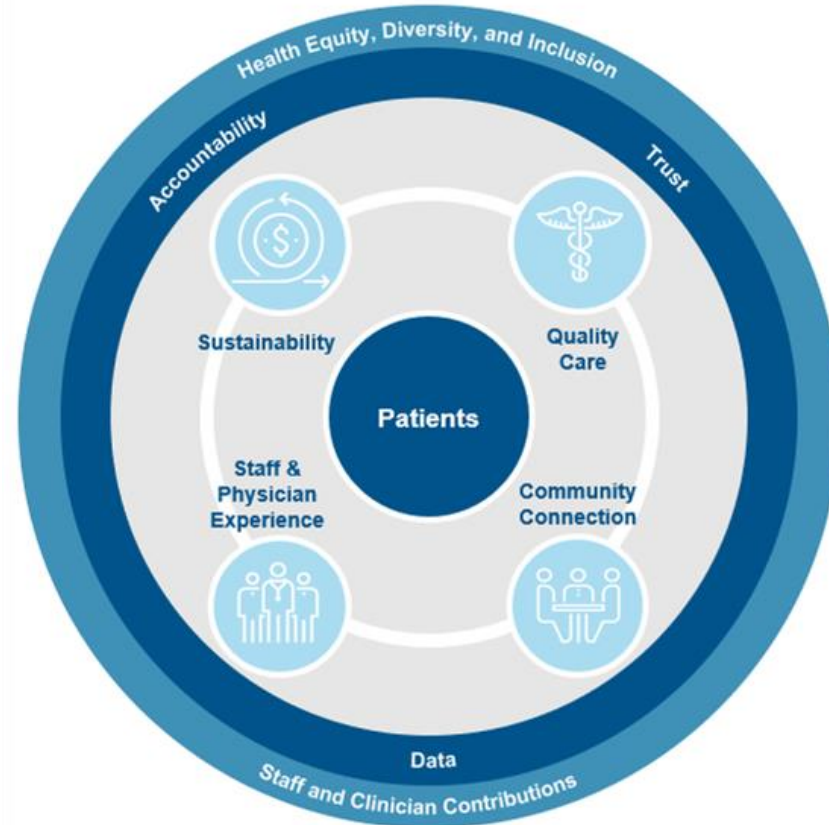 Health Equity, Diversity, and Inclusion
Accountability
Trust
$
Sustainability
Quality
Care
Patients
Staff &
Physician
Experience
Community
Connection
Data
Staff and Clinician Contributions